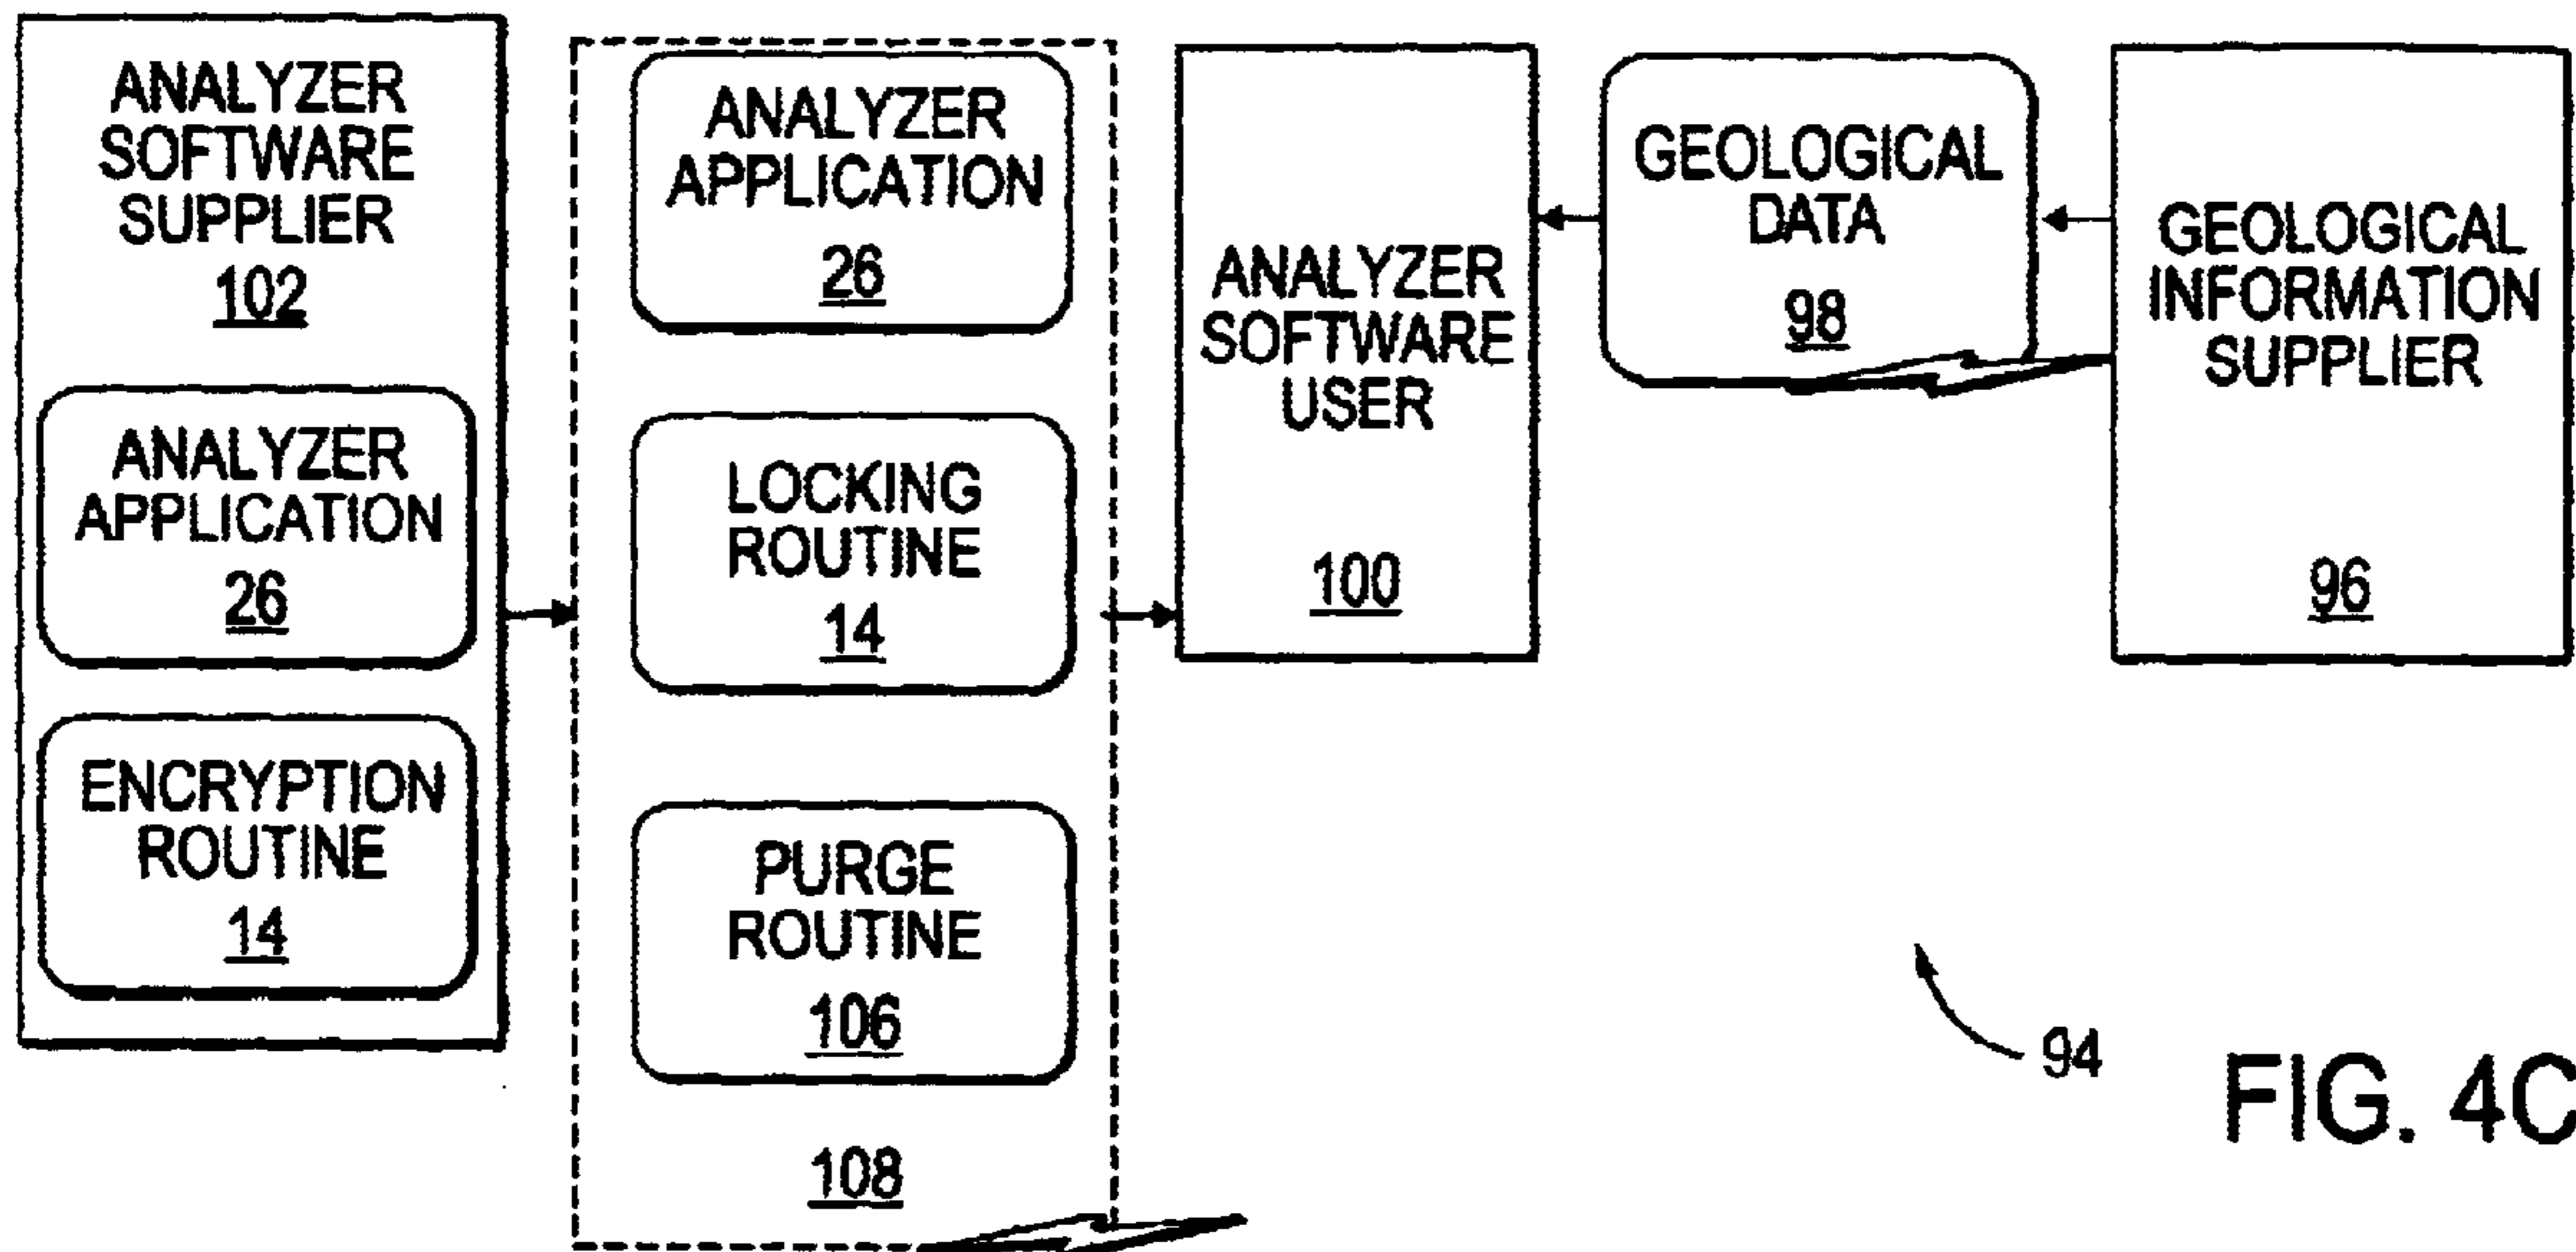 ANALYZER
SOFTWARE
SUPPLIER
102
ANALYZER
APPLICATION
26
ENCRYPTION
ROUTINE
14
ANALYZER
APPLICATION
26
LOCKING
ROUTINE
14
PURGE
ROUTINE
106
108
ANALYZER
SOFTWARE
USER
100
GEOLOGICAL
DATA
98
GEOLOGICAL
INFORMATION
SUPPLIER
96
94
FIG. 4C